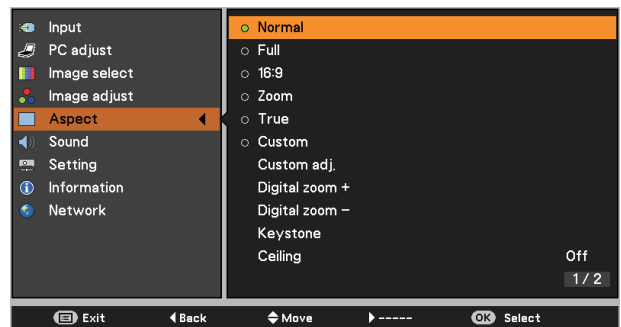 Input
PC adjust
Image select
Image adjust
Aspect
Sound
Setting
Information
Network
Normal
Full
16:9
Zoom
True
Custom
Custom adj.
Digital zoom +
Digital zoom –
Keystone
Ceiling Off
1 / 2
Exit Back Move ----- OK Select